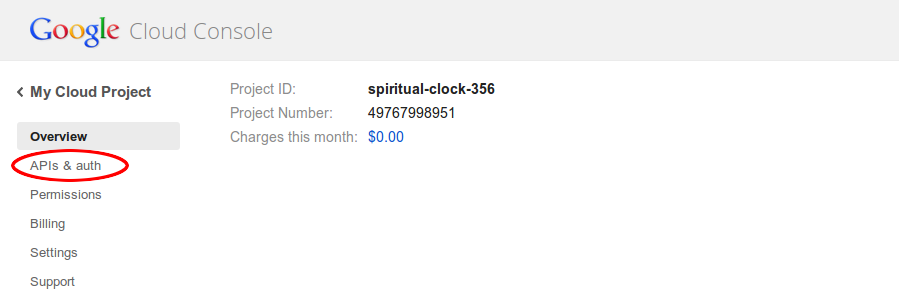 Google Cloud Console
My Cloud Project
Overview
APIs & auth
Permissions
Billing
Settings
Support
Project ID: spiritual-clock-356
Project Number: 49767998951
Charges this month: $0.00